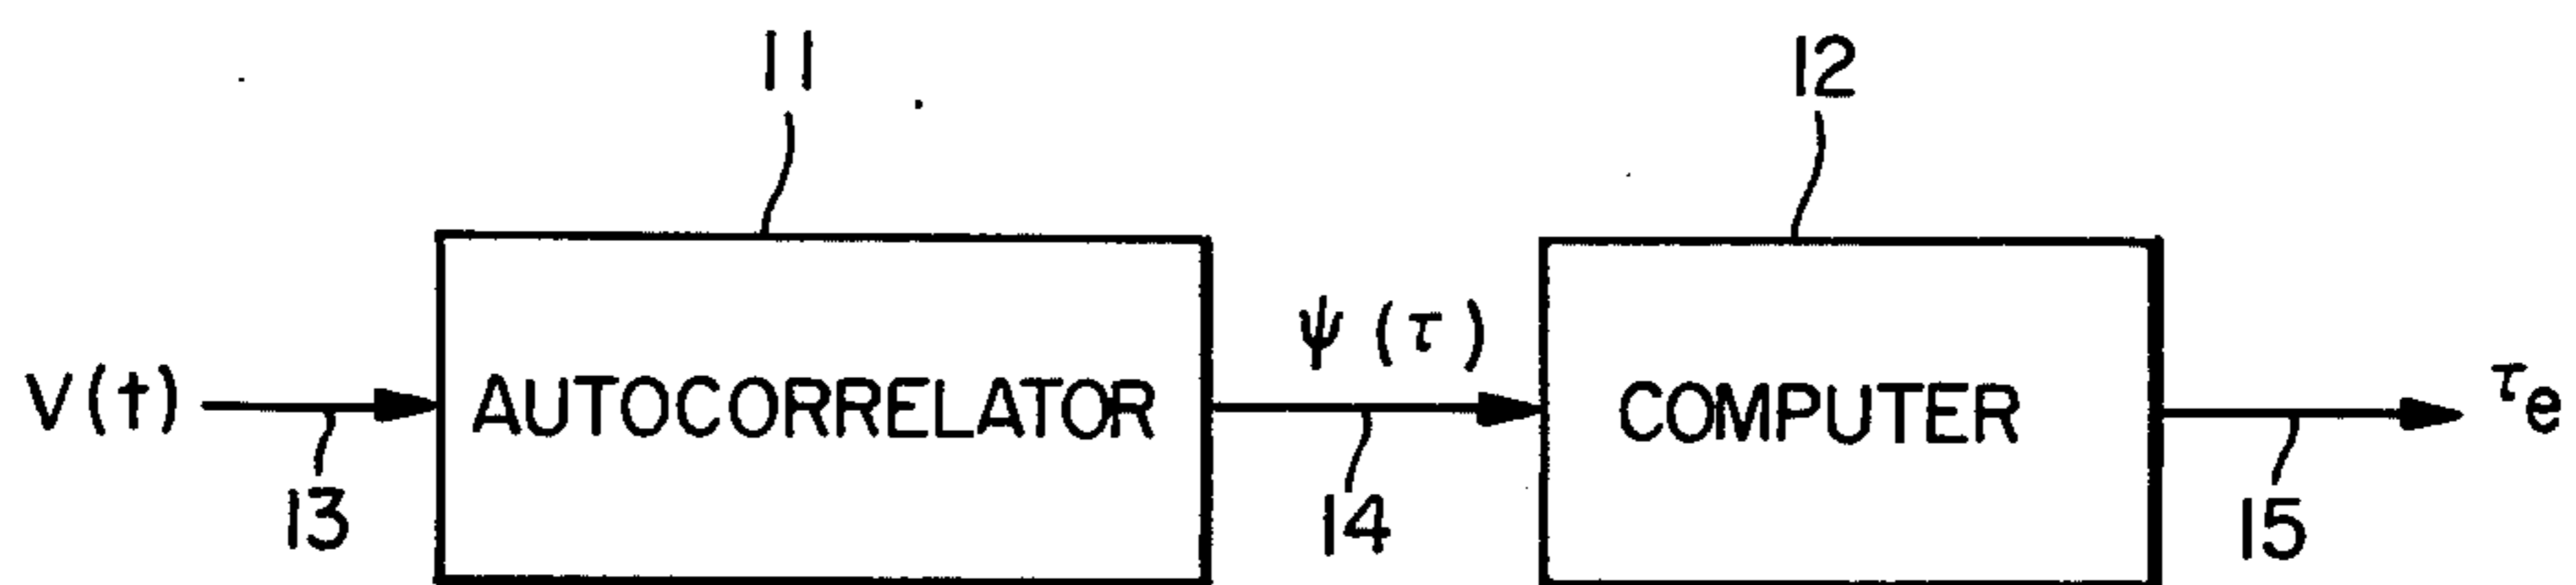 11
12
V(t)
AUTOCORRELATOR
ψ (τ)
COMPUTER
τe
13
14
15